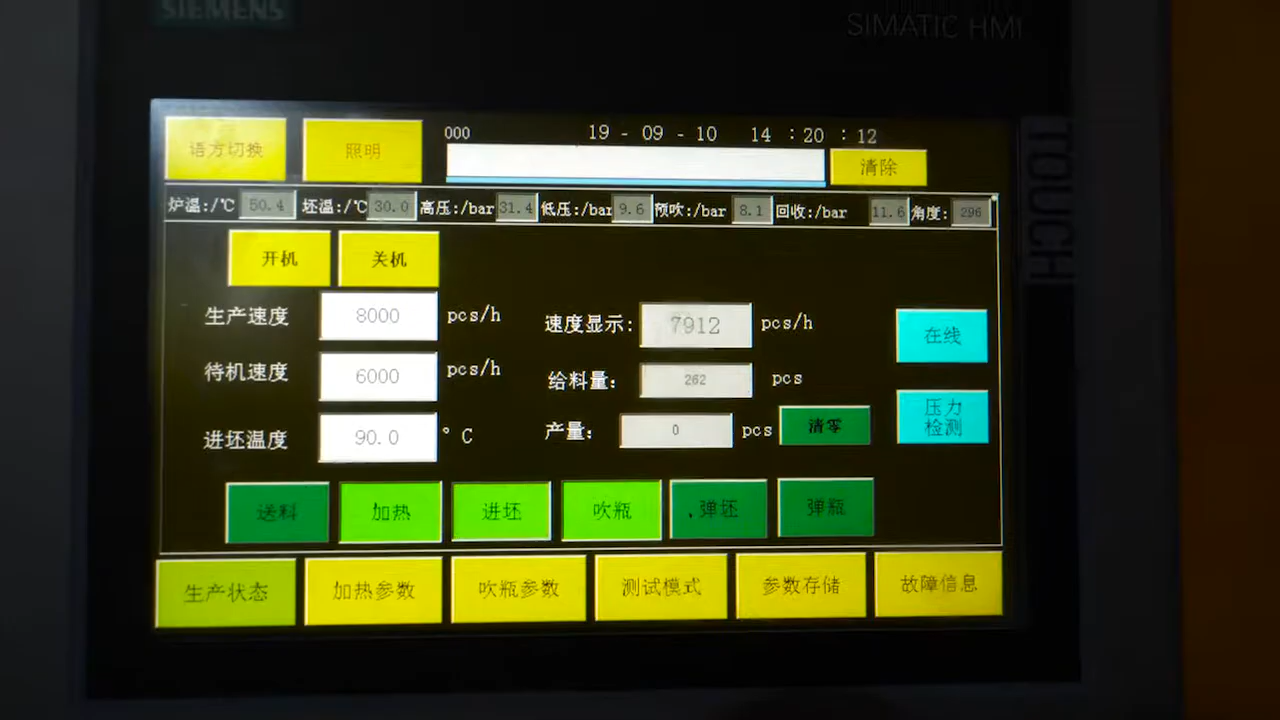 SIEMENS
SIMATIC HMI
TOUCH
语方切换 照明 000 19 - 09 - 10 14 : 20 : 12
清除
炉温:/℃ 50.4 坯温:/℃ 30.0 高压:/bar 31.4 低压:/bar 9.6 预吹:/bar 8.1 回收:/bar 11.6 角度: 296
开机 关机
生产速度 8000 pcs/h 速度显示: 7912 pcs/h 在线
待机速度 6000 pcs/h 给料量: 262 pcs
压力
检测
进坯温度 90.0 ° C 产量: 0 pcs 清零
送料 加热 进坯 吹瓶 弹坯 弹瓶
生产状态 加热参数 吹瓶参数 测试模式 参数存储 故障信息